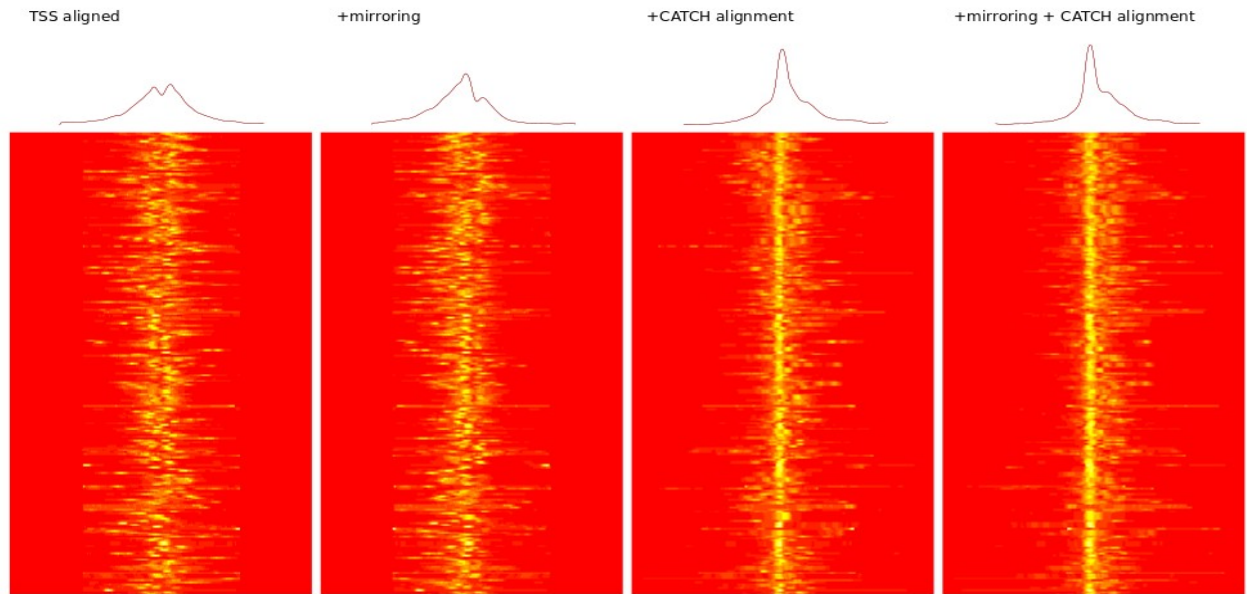 TSS aligned
+mirroring
+CATCH alignment
+mirroring + CATCH alignment